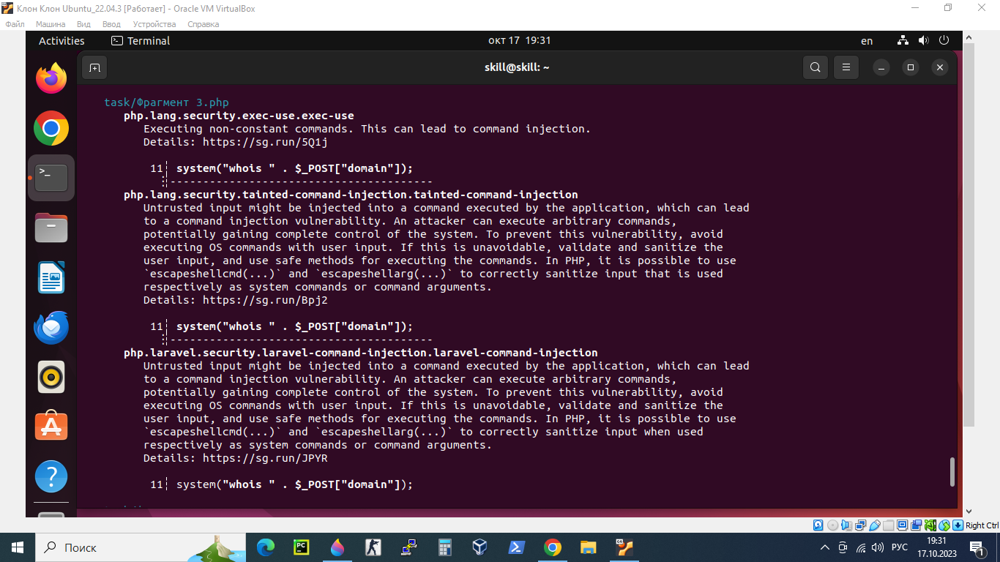 Клон Клон Ubuntu_22.04.3 [Работает] - Oracle VM VirtualBox
Файл Машина Вид Ввод Устройства Справка
Activities Terminal окт 17 19:31 en
skill@skill: ~
task/Фрагмент 3.php
php.lang.security.exec-use.exec-use
Executing non-constant commands. This can lead to command injection.
Details: https://sg.run/5Q1j
11┆ system("whois " . $_POST["domain"]);
⋮┆----------------------------------------
php.lang.security.tainted-command-injection.tainted-command-injection
Untrusted input might be injected into a command executed by the application, which can lead
to a command injection vulnerability. An attacker can execute arbitrary commands,
potentially gaining complete control of the system. To prevent this vulnerability, avoid
executing OS commands with user input. If this is unavoidable, validate and sanitize the
user input, and use safe methods for executing the commands. In PHP, it is possible to use
`escapeshellcmd(...)` and `escapeshellarg(...)` to correctly sanitize input that is used
respectively as system commands or command arguments.
Details: https://sg.run/Bpj2
11┆ system("whois " . $_POST["domain"]);
⋮┆----------------------------------------
php.laravel.security.laravel-command-injection.laravel-command-injection
Untrusted input might be injected into a command executed by the application, which can lead
to a command injection vulnerability. An attacker can execute arbitrary commands,
potentially gaining complete control of the system. To prevent this vulnerability, avoid
executing OS commands with user input. If this is unavoidable, validate and sanitize the
user input, and use safe methods for executing the commands. In PHP, it is possible to use
`escapeshellcmd(...)` and `escapeshellarg(...)` to correctly sanitize input when used
respectively as system commands or command arguments.
Details: https://sg.run/JPYR
11┆ system("whois " . $_POST["domain"]);
Right Ctrl
Поиск
РУС
19:31
17.10.2023
1